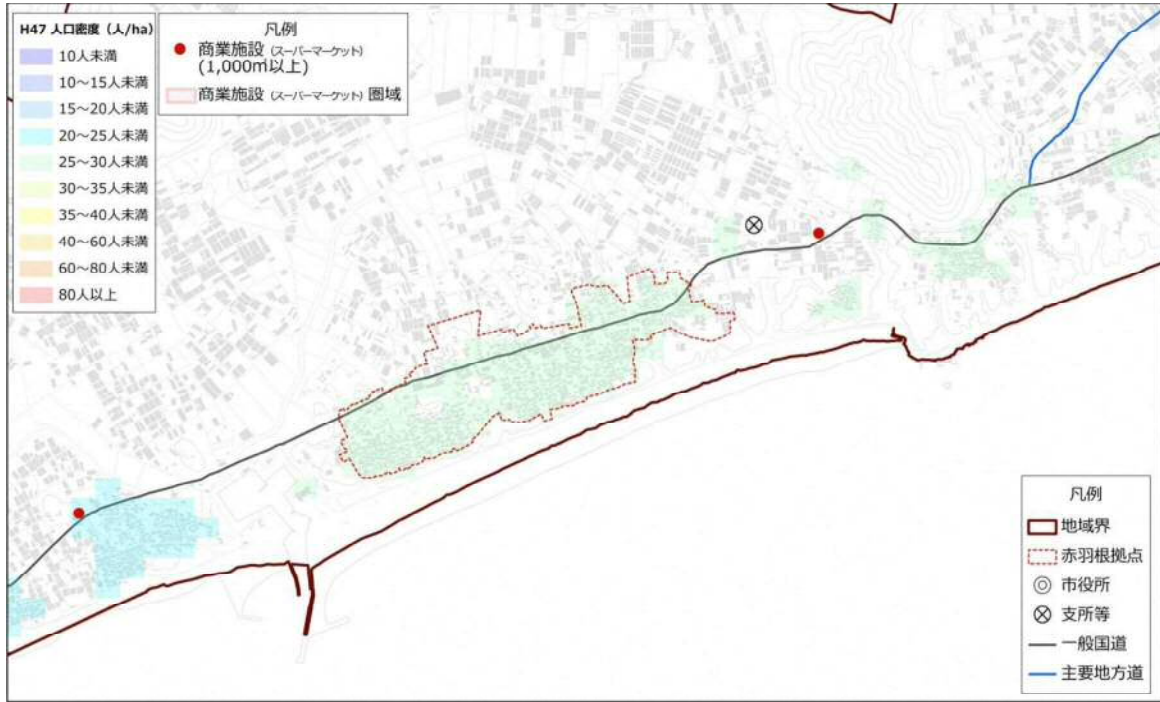 H47 人口密度（人/ha）
10人未満
10～15人未満
15～20人未満
20～25人未満
25～30人未満
30～35人未満
35～40人未満
40～60人未満
60～80人未満
80人以上
凡例
商業施設（スーパーマーケット）
(1,000㎡以上)
商業施設（スーパーマーケット）圏域
凡例
地域界
赤羽根拠点
市役所
支所等
一般国道
主要地方道